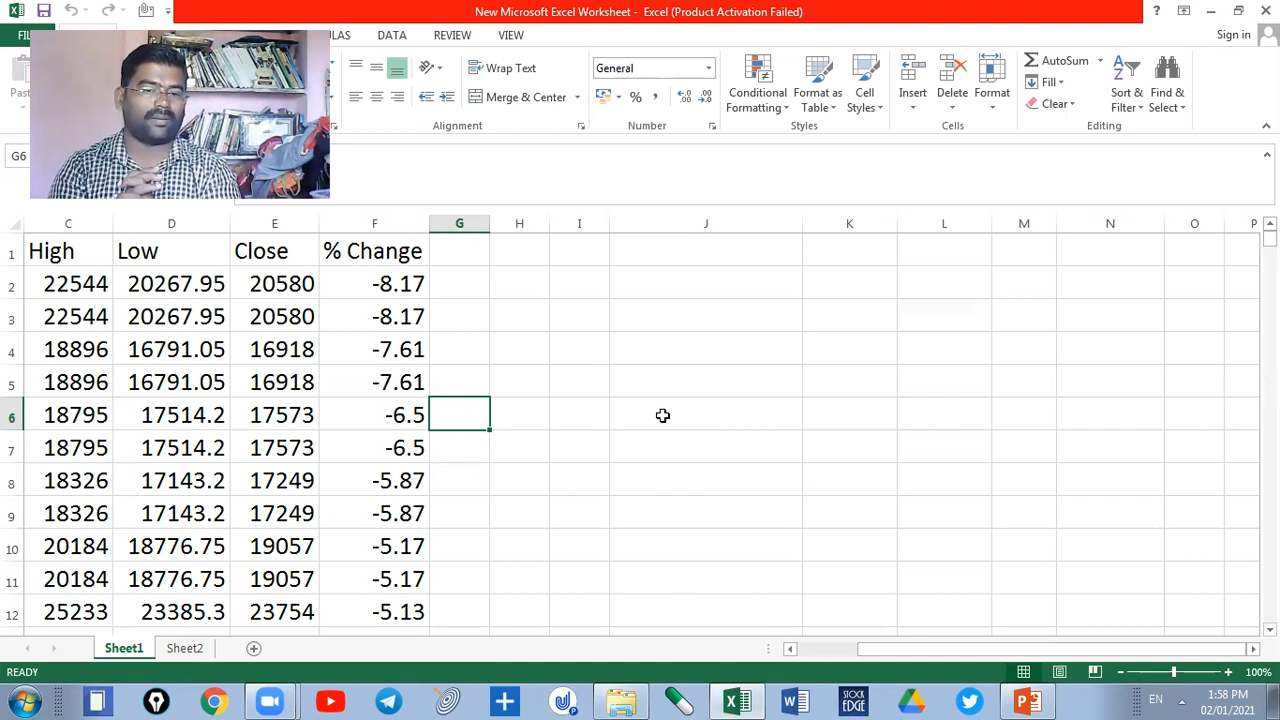 New Microsoft Excel Worksheet - Excel (Product Activation Failed)
?
FI
ULAS
DATA
REVIEW
VIEW
Sign in
Paste
Wrap Text
Merge & Center
Alignment
General
% ,
Number
Conditional Formatting
Format as Table
Cell Styles
Styles
Insert
Delete
Format
Cells
AutoSum
Fill
Clear
Sort & Filter
Find & Select
Editing
G6
C D E F G H I J K L M N O P
1 High Low Close % Change
2 22544 20267.95 20580 -8.17
3 22544 20267.95 20580 -8.17
4 18896 16791.05 16918 -7.61
5 18896 16791.05 16918 -7.61
6 18795 17514.2 17573 -6.5
7 18795 17514.2 17573 -6.5
8 18326 17143.2 17249 -5.87
9 18326 17143.2 17249 -5.87
10 20184 18776.75 19057 -5.17
11 20184 18776.75 19057 -5.17
12 25233 23385.3 23754 -5.13
Sheet1 Sheet2
READY
100%
STOCK EDGE
EN
1:58 PM
02/01/2021